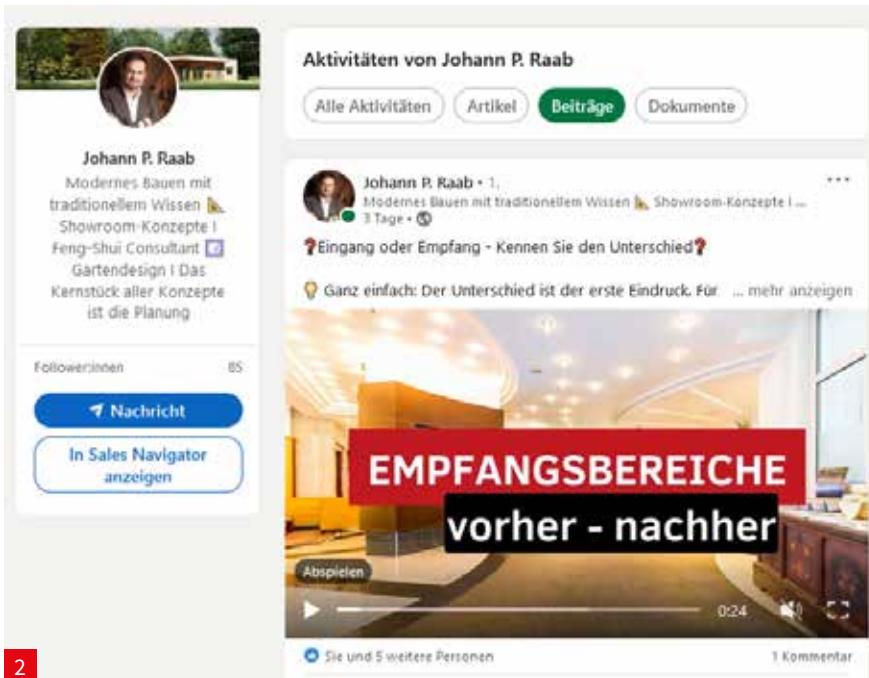 Johann P. Raab
Modernes Bauen mit
traditionellem Wissen
Showroom-Konzepte I
Feng-Shui Consultant
Gartendesign I Das
Kernstück aller Konzepte
ist die Planung
Follower:innen 85
Nachricht
In Sales Navigator
anzeigen
Aktivitäten von Johann P. Raab
Alle Aktivitäten Artikel Beiträge Dokumente
Johann P. Raab • 1.
Modernes Bauen mit traditionellem Wissen 📐 Showroom-Konzepte I ...
3 Tage •
❓Eingang oder Empfang - Kennen Sie den Unterschied❓
💡 Ganz einfach: Der Unterschied ist der erste Eindruck. Für ... mehr anzeigen
EMPFANGSBEREICHE
vorher - nachher
Abspielen
0:24
Sie und 5 weitere Personen 1 Kommentar
2